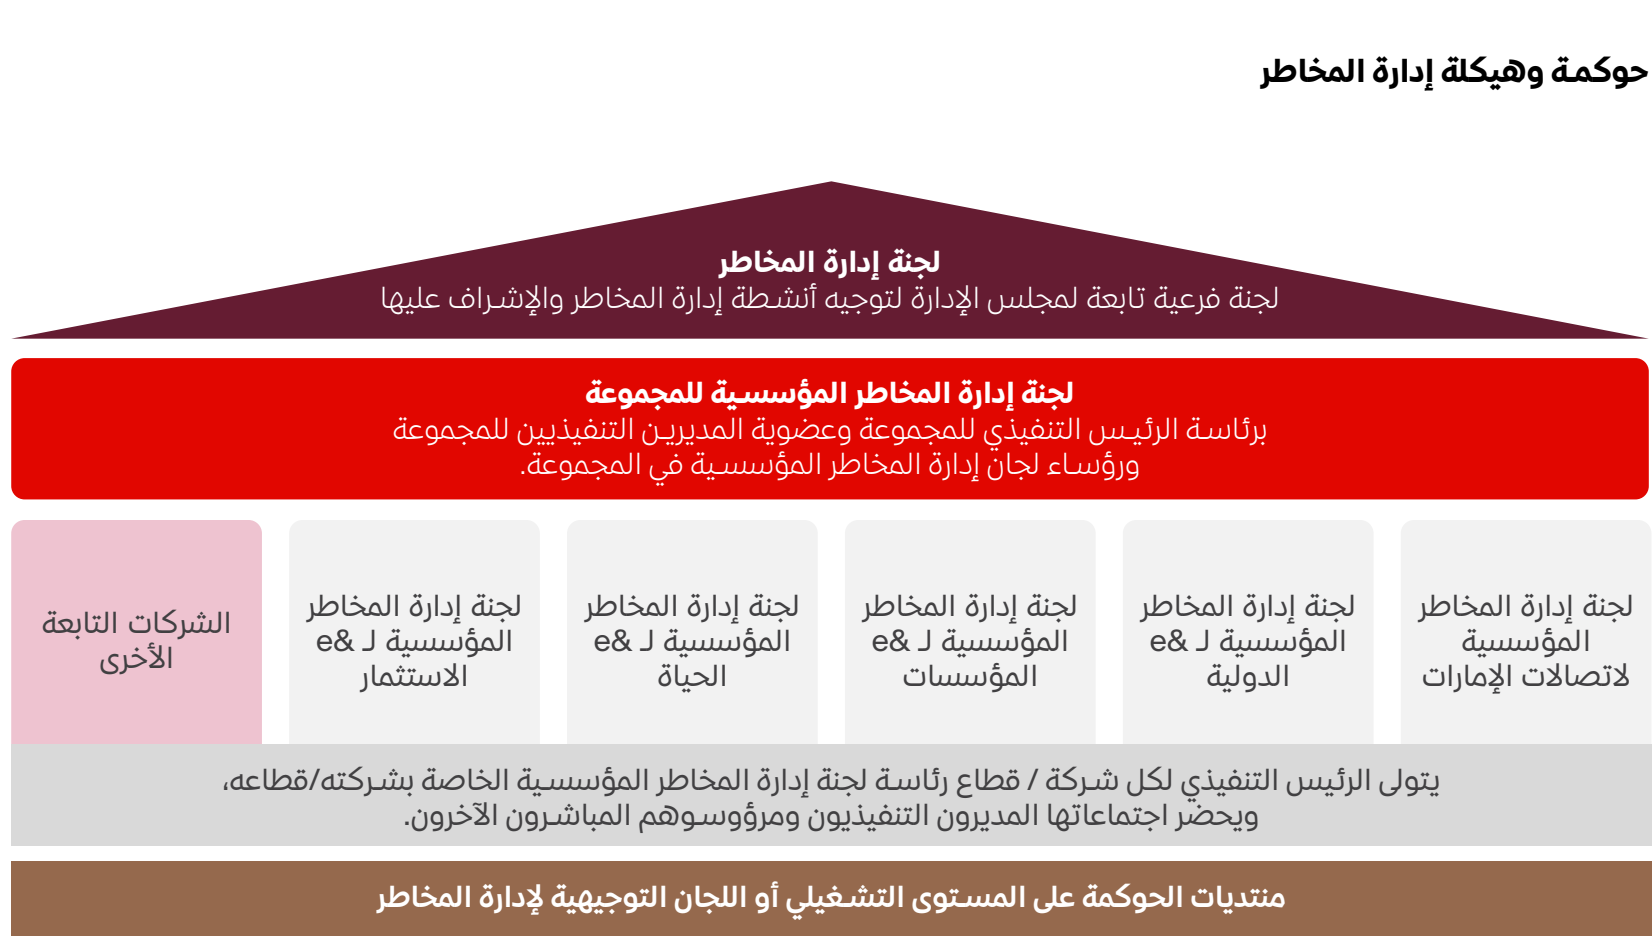 حوكمة وهيكلة إدارة المخاطر
لجنة إدارة المخاطر
لجنة فرعية تابعة لمجلس الإدارة لتوجيه أنشطة إدارة المخاطر والإشراف عليها
لجنة إدارة المخاطر المؤسسية للمجموعة
برئاسة الرئيس التنفيذي للمجموعة وعضوية المديرين التنفيذيين للمجموعة
ورؤساء لجان إدارة المخاطر المؤسسية في المجموعة.
لجنة إدارة المخاطر
المؤسسية
لاتصالات الإمارات
لجنة إدارة المخاطر
المؤسسية لـ &e
الدولية
لجنة إدارة المخاطر
المؤسسية لـ &e
المؤسسات
لجنة إدارة المخاطر
المؤسسية لـ &e
الحياة
لجنة إدارة المخاطر
المؤسسية لـ &e
الاستثمار
الشركات التابعة
الأخرى
يتولى الرئيس التنفيذي لكل شركة / قطاع رئاسة لجنة إدارة المخاطر المؤسسية الخاصة بشركته/قطاعه،
ويحضر اجتماعاتها المديرون التنفيذيون ومرؤوسوهم المباشرون الآخرون.
منتديات الحوكمة على المستوى التشغيلي أو اللجان التوجيهية لإدارة المخاطر